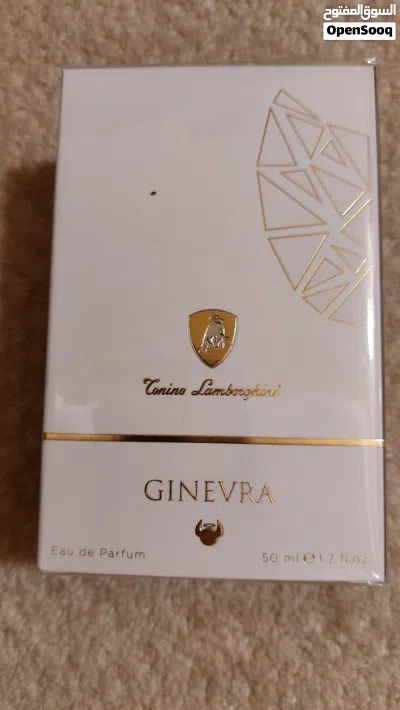 السوق المفتوح
OpenSooq
Tonino Lamborghini
GINEVRA
Eau de Parfum
50 ml ℮ 1.7 fl.oz